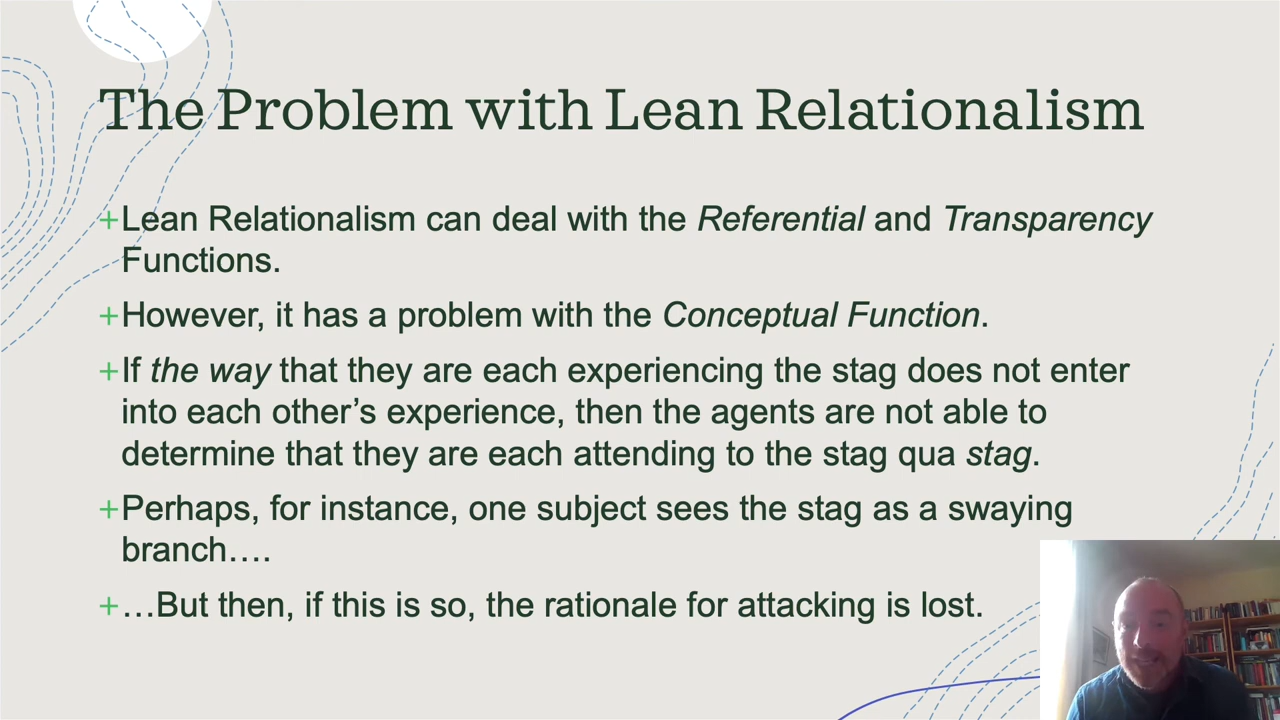 The Problem with Lean Relationalism
+Lean Relationalism can deal with the Referential and Transparency
Functions.
+However, it has a problem with the Conceptual Function.
+If the way that they are each experiencing the stag does not enter
into each other’s experience, then the agents are not able to
determine that they are each attending to the stag qua stag.
+Perhaps, for instance, one subject sees the stag as a swaying
branch….
+…But then, if this is so, the rationale for attacking is lost.